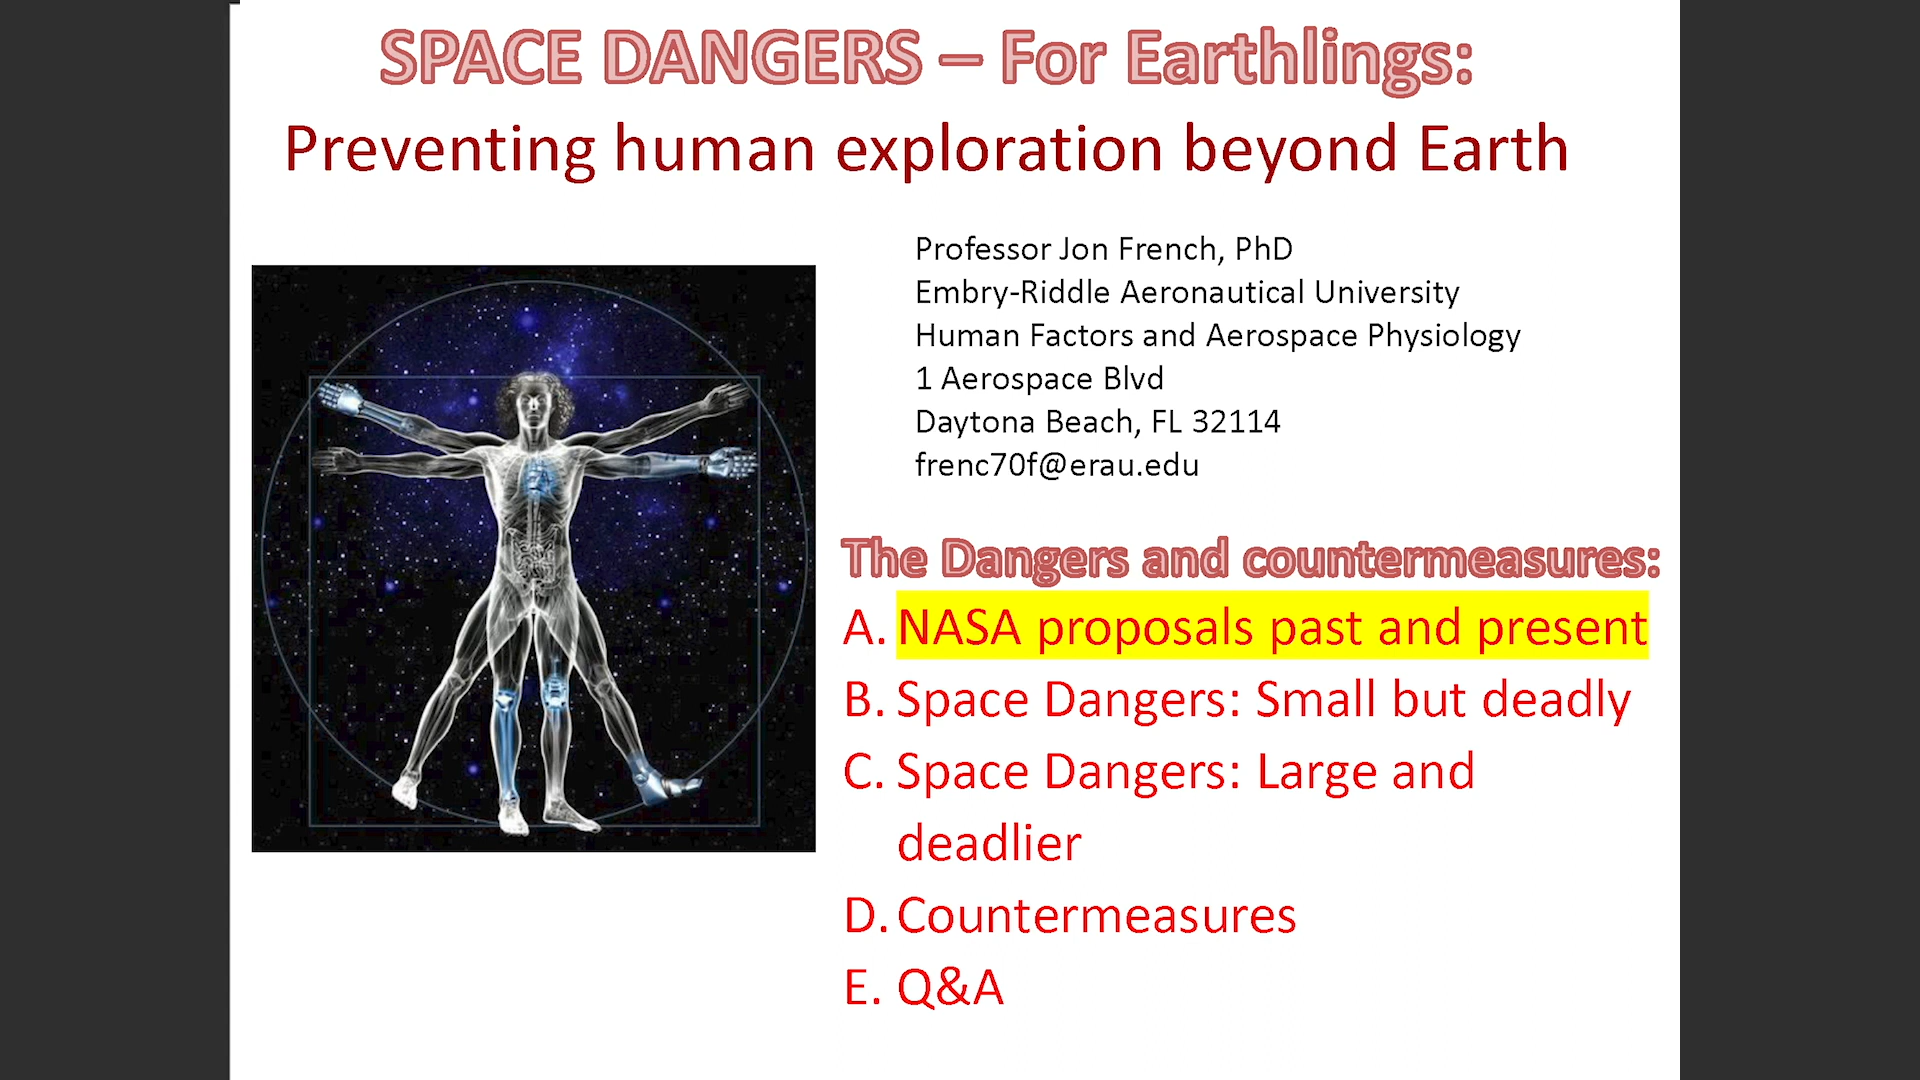 SPACE DANGERS – For Earthlings:
Preventing human exploration beyond Earth
Professor Jon French, PhD
Embry-Riddle Aeronautical University
Human Factors and Aerospace Physiology
1 Aerospace Blvd
Daytona Beach, FL 32114
frenc70f@erau.edu
The Dangers and countermeasures:
A. NASA proposals past and present
B. Space Dangers: Small but deadly
C. Space Dangers: Large and
deadlier
D. Countermeasures
E. Q&A